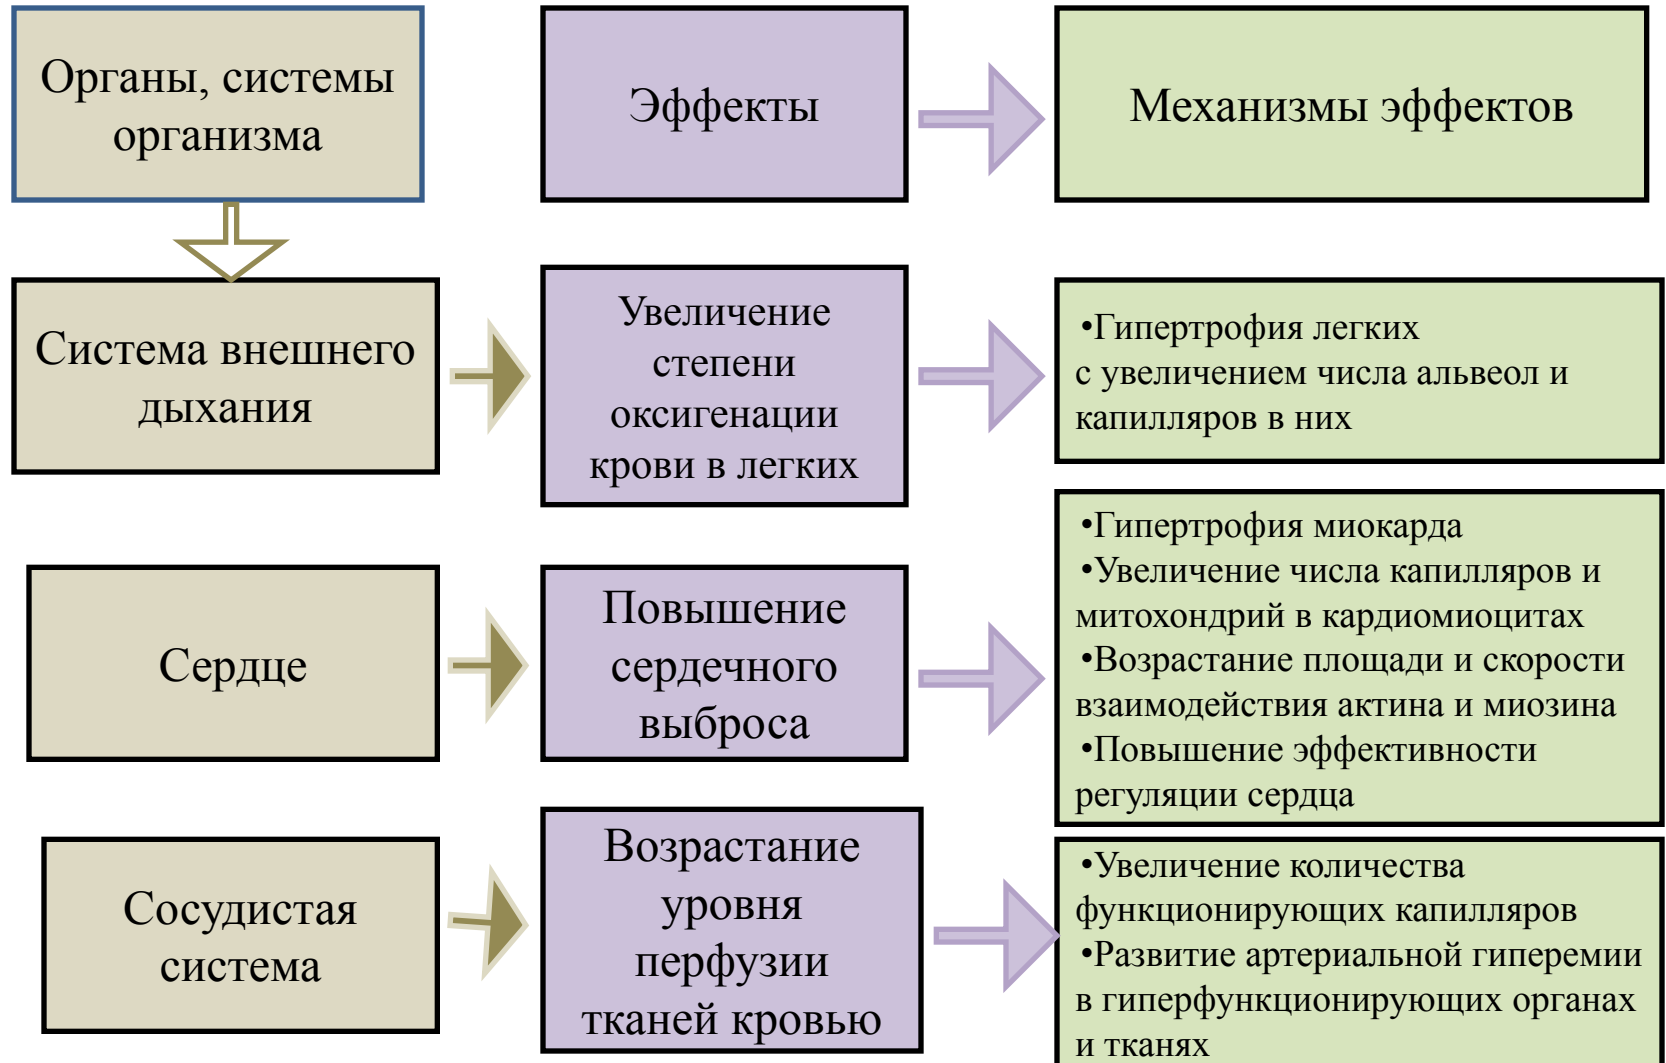 Органы, системы
организма
Эффекты
Механизмы эффектов
Система внешнего
дыхания
Увеличение
степени
оксигенации
крови в легких
•Гипертрофия легких
с увеличением числа альвеол и
капилляров в них
Сердце
Повышение
сердечного
выброса
•Гипертрофия миокарда
•Увеличение числа капилляров и
митохондрий в кардиомиоцитах
•Возрастание площади и скорости
взаимодействия актина и миозина
•Повышение эффективности
регуляции сердца
Сосудистая
система
Возрастание
уровня
перфузии
тканей кровью
•Увеличение количества
функционирующих капилляров
•Развитие артериальной гиперемии
в гиперфункционирующих органах
и тканях